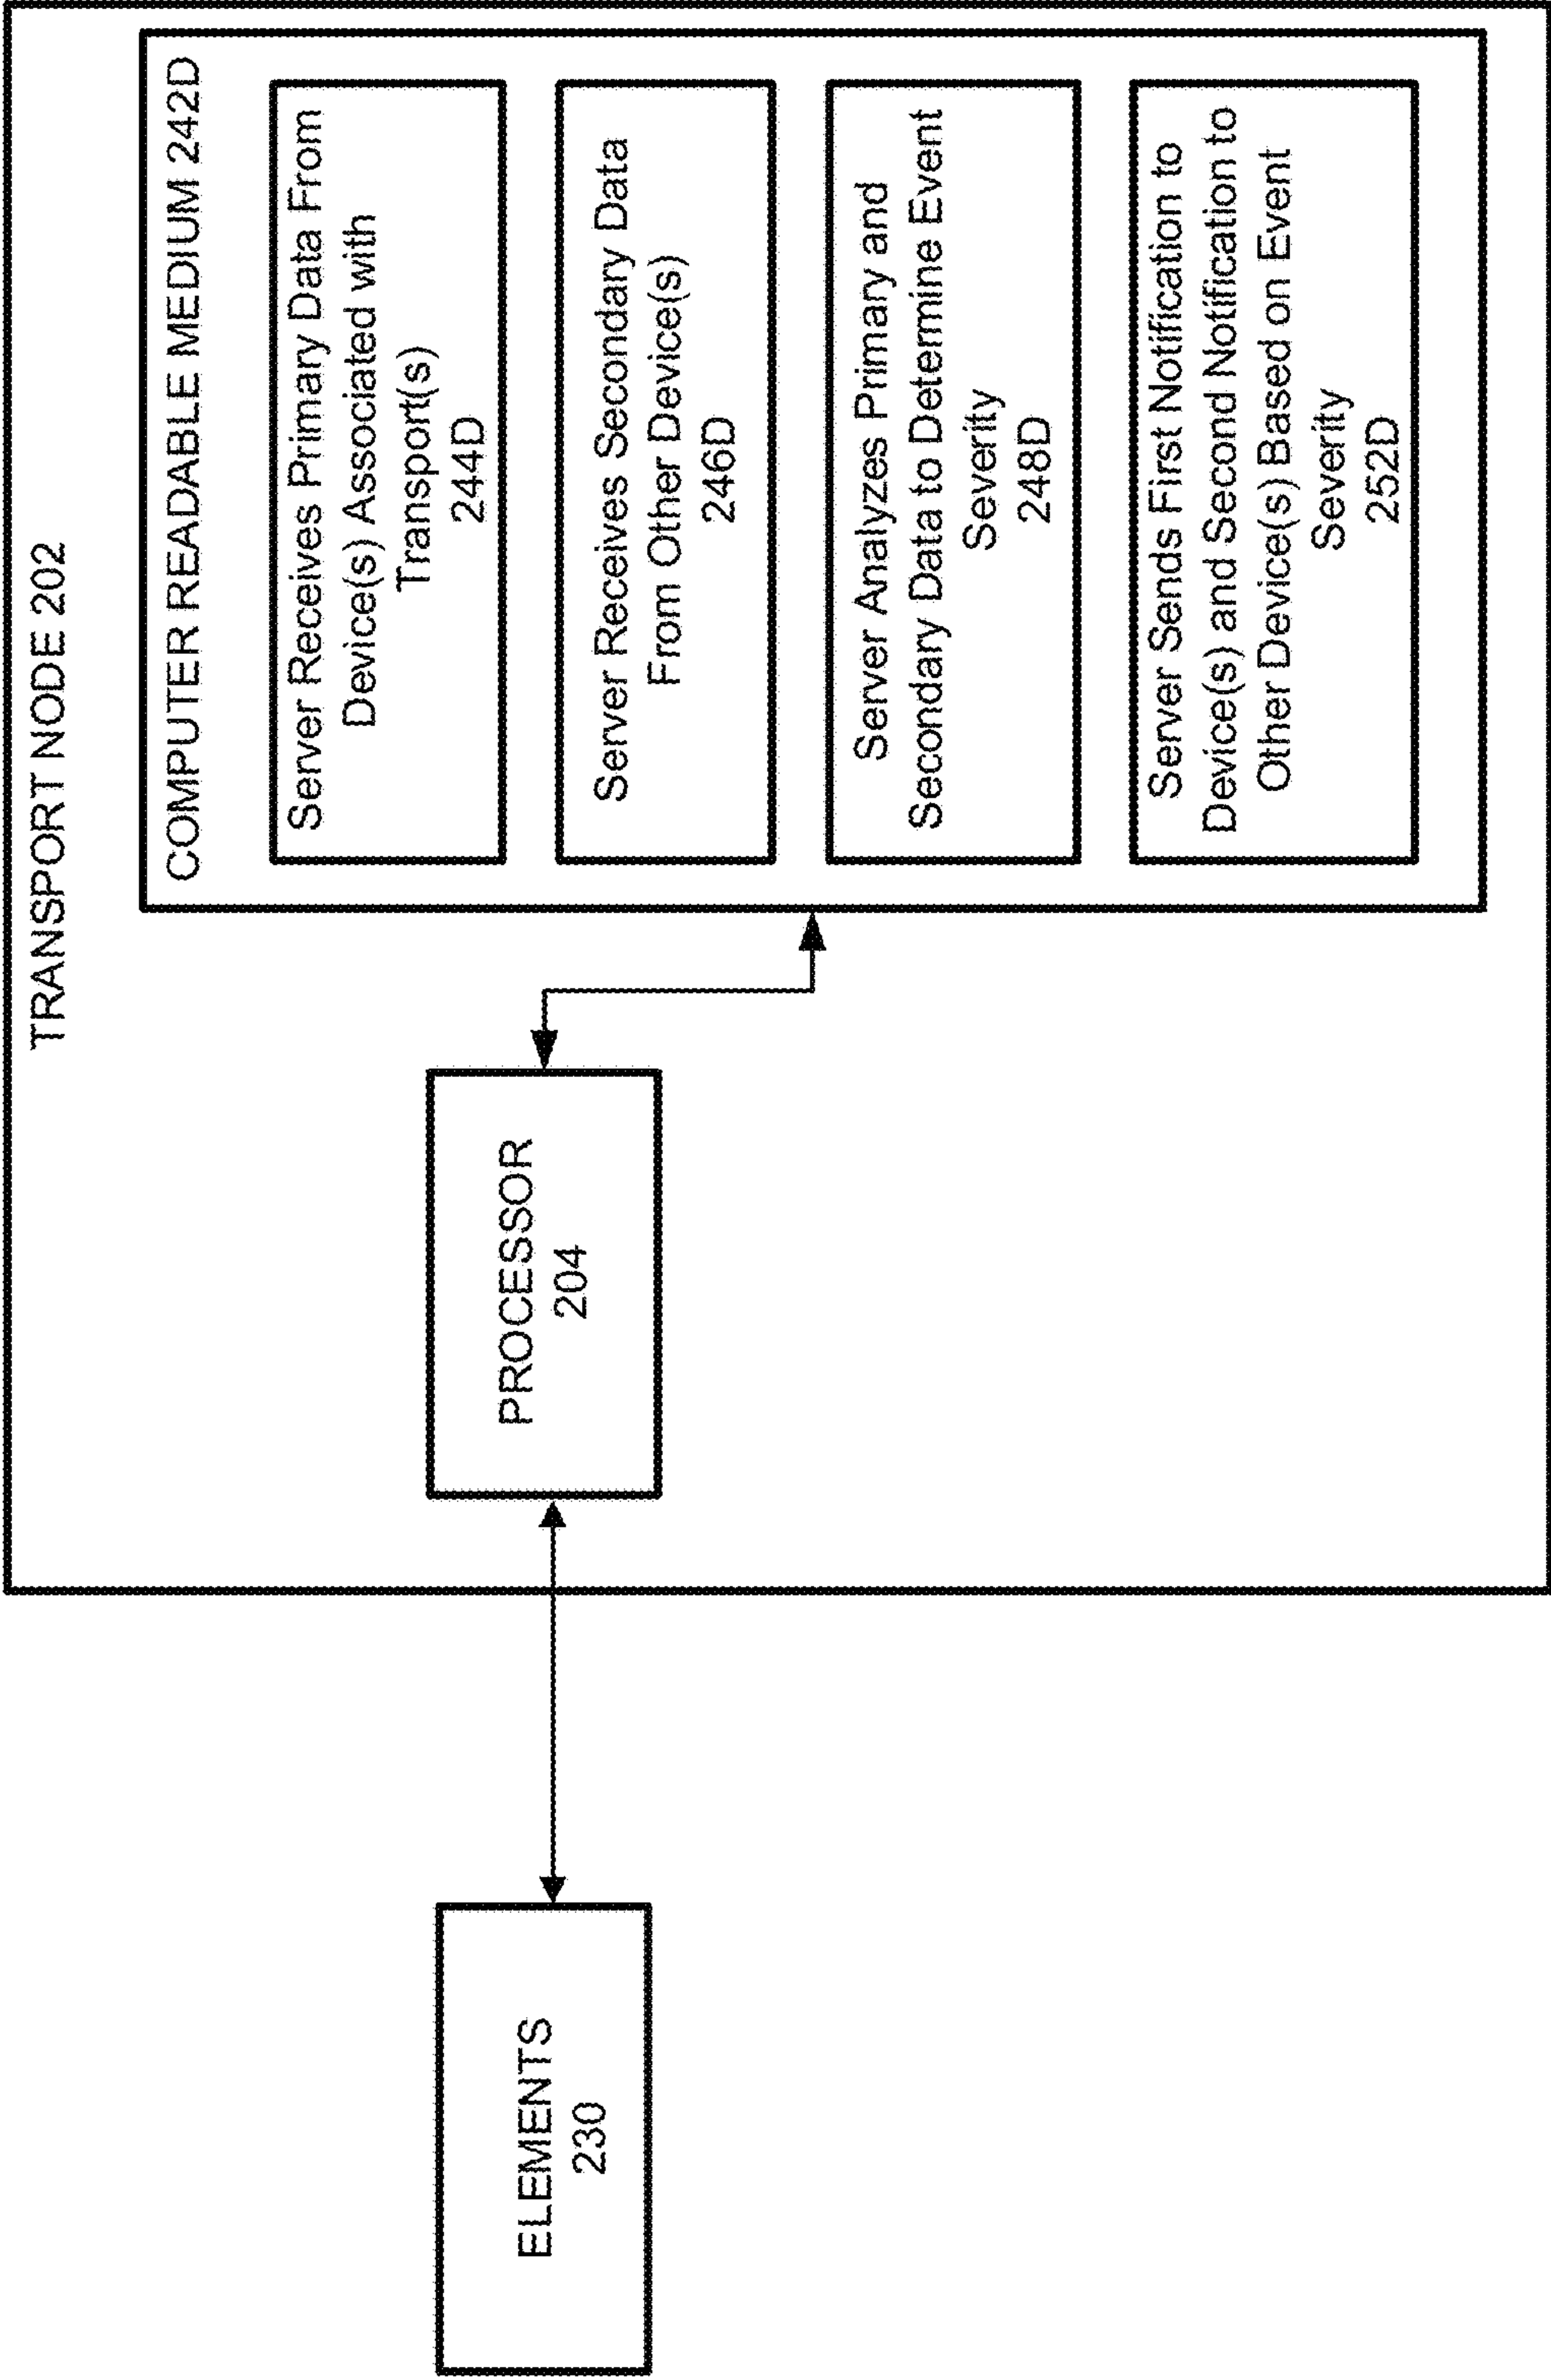 TRANSPORT NODE 202
COMPUTER READABLE MEDIUM 242D
Server Receives Primary Data From
Device(s) Associated with
Transport(s)
244D
Server Receives Secondary Data
From Other Device(s)
246D
Server Analyzes Primary and
Secondary Data to Determine Event
Severity
248D
Server Sends First Notification to
Device(s) and Second Notification to
Other Device(s) Based on Event
Severity
252D
PROCESSOR
204
ELEMENTS
230